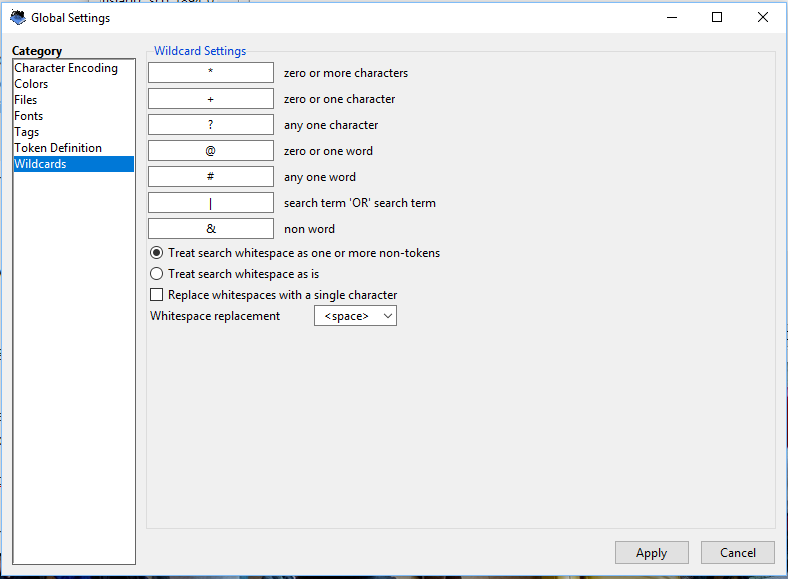 Global Settings
Category
Character Encoding
Colors
Files
Fonts
Tags
Token Definition
Wildcards
Wildcard Settings
* zero or more characters
+ zero or one character
? any one character
@ zero or one word
# any one word
| search term 'OR' search term
& non word
Treat search whitespace as one or more non-tokens
Treat search whitespace as is
Replace whitespaces with a single character
Whitespace replacement <space>
Apply Cancel